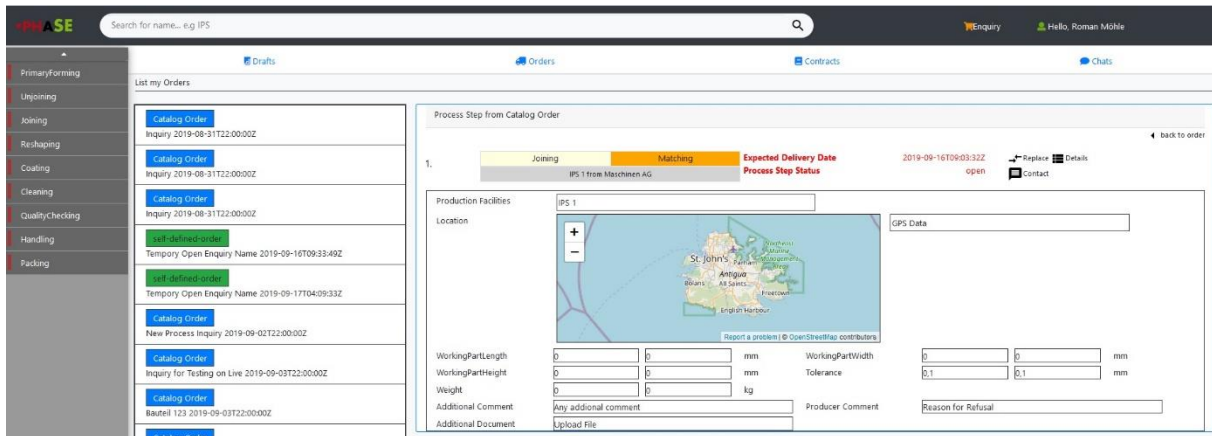 PHASE
Search for name... e.g IPS
Enquiry
Hello, Roman Möhle
PrimaryForming
Unjoining
Joining
Reshaping
Coating
Cleaning
QualityChecking
Handling
Packing
Drafts
Orders
Contracts
Chats
List my Orders
Catalog Order
Inquiry 2019-08-31T22:00:00Z
Catalog Order
Inquiry 2019-08-31T22:00:00Z
Catalog Order
Inquiry 2019-08-31T22:00:00Z
self-defined-order
Tempory Open Enquiry Name 2019-09-16T09:33:49Z
self-defined-order
Tempory Open Enquiry Name 2019-09-17T04:09:33Z
Catalog Order
New Process Inquiry 2019-09-02T22:00:00Z
Catalog Order
Inquiry for Testing on Live 2019-09-03T22:00:00Z
Catalog Order
Bauteil 123 2019-09-03T22:00:00Z
Process Step from Catalog Order
back to order
1.
Joining Matching
IPS 1 from Maschinen AG
Expected Delivery Date 2019-09-16T09:03:32Z
Process Step Status open
Replace Details
Contact
Production Facilities IPS 1
Location
+
−
St. John's
Parham
Northeast
Marine
Management
Antigua
Bolans
All Saints
Freetown
English Harbour
Report a problem | © OpenStreetMap contributors
GPS Data
WorkingPartLength 0 0 mm WorkingPartWidth 0 0 mm
WorkingPartHeight 0 0 mm Tolerance 0,1 0,1 mm
Weight 0 0 kg
Additional Comment Any addional comment Producer Comment Reason for Refusal
Additional Document Upload File